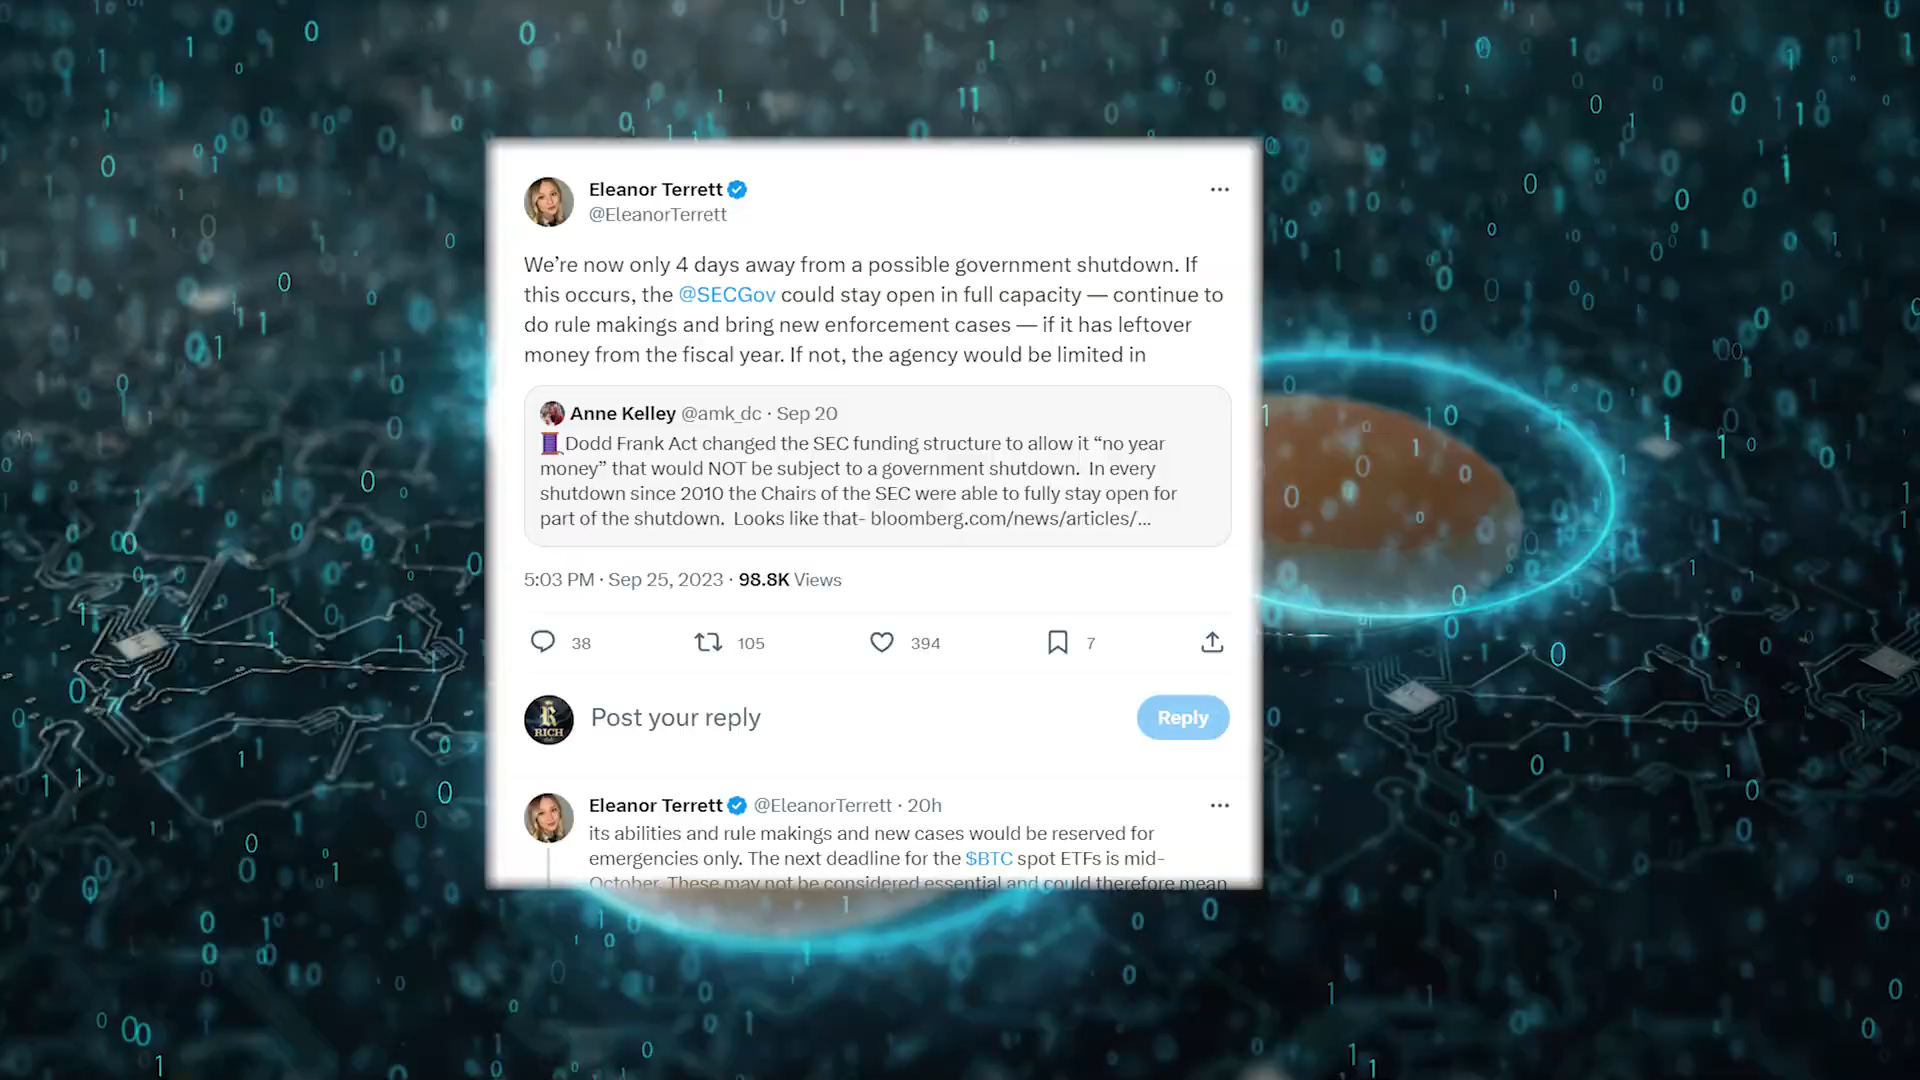 Eleanor Terrett
@EleanorTerrett
We’re now only 4 days away from a possible government shutdown. If
this occurs, the @SECGov could stay open in full capacity — continue to
do rule makings and bring new enforcement cases — if it has leftover
money from the fiscal year. If not, the agency would be limited in
Anne Kelley @amk_dc · Sep 20
Dodd Frank Act changed the SEC funding structure to allow it “no year
money” that would NOT be subject to a government shutdown. In every
shutdown since 2010 the Chairs of the SEC were able to fully stay open for
part of the shutdown. Looks like that- bloomberg.com/news/articles/...
5:03 PM · Sep 25, 2023 · 98.8K Views
38 105 394 7
R
RICH
Post your reply
Reply
Eleanor Terrett @EleanorTerrett · 20h
its abilities and rule makings and new cases would be reserved for
emergencies only. The next deadline for the $BTC spot ETFs is mid-
October. These may not be considered essential and could therefore mean